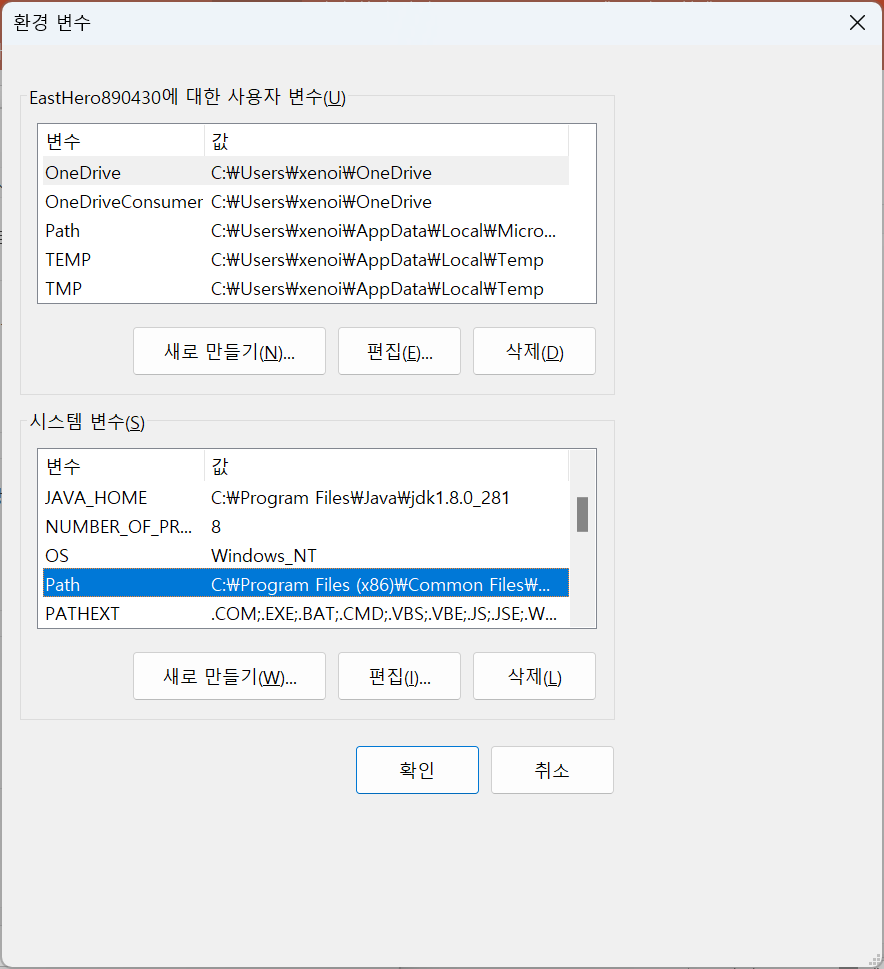 환경 변수
EastHero890430에 대한 사용자 변수(U)
변수 값
OneDrive C:₩Users₩xenoi₩OneDrive
OneDriveConsumer C:₩Users₩xenoi₩OneDrive
Path C:₩Users₩xenoi₩AppData₩Local₩Micro...
TEMP C:₩Users₩xenoi₩AppData₩Local₩Temp
TMP C:₩Users₩xenoi₩AppData₩Local₩Temp
새로 만들기(N)... 편집(E)... 삭제(D)
시스템 변수(S)
변수 값
JAVA_HOME C:₩Program Files₩Java₩jdk1.8.0_281
NUMBER_OF_PR... 8
OS Windows_NT
Path C:₩Program Files (x86)₩Common Files₩...
PATHEXT .COM;.EXE;.BAT;.CMD;.VBS;.VBE;.JS;.JSE;.W...
새로 만들기(W)... 편집(I)... 삭제(L)
확인 취소